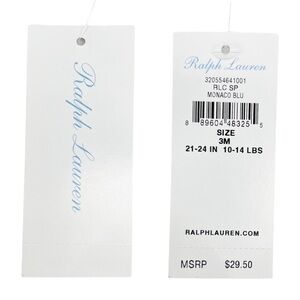 Ralph Lauren
Ralph Lauren
320554641001
RLC SP
MONACO BLU
8 89604 48325 5
SIZE
3M
21-24 IN 10-14 LBS
RALPHLAUREN.COM
MSRP $29.50